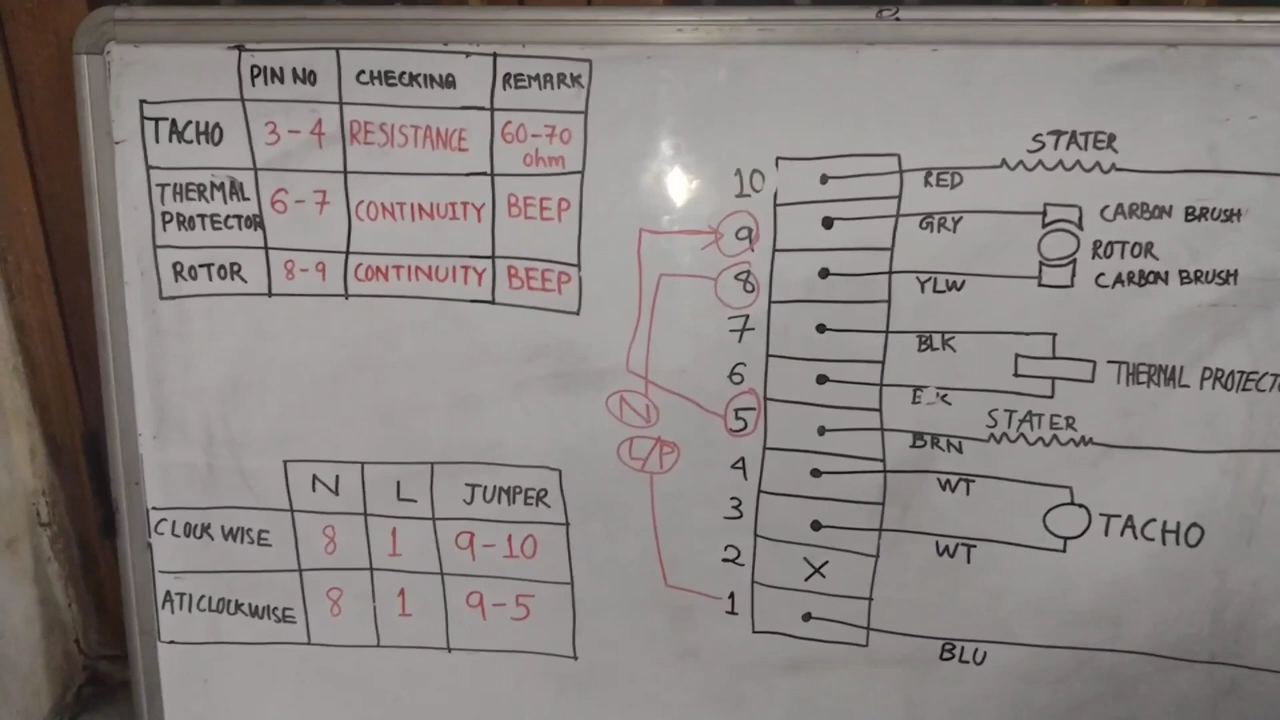 PIN NO CHECKING REMARK
TACHO 3-4 RESISTANCE 60-70 ohm
THERMAL PROTECTOR 6-7 CONTINUITY BEEP
ROTOR 8-9 CONTINUITY BEEP
N L JUMPER
CLOCK WISE 8 1 9-10
ATICLOCKWISE 8 1 9-5
N
L/P
10 RED STATER
9 GRY CARBON BRUSH
ROTOR
8 YLW CARBON BRUSH
7 BLK
THERMAL
6
5 BRN STATER
4 WT
TACHO
3 WT
2 X
1 BLU